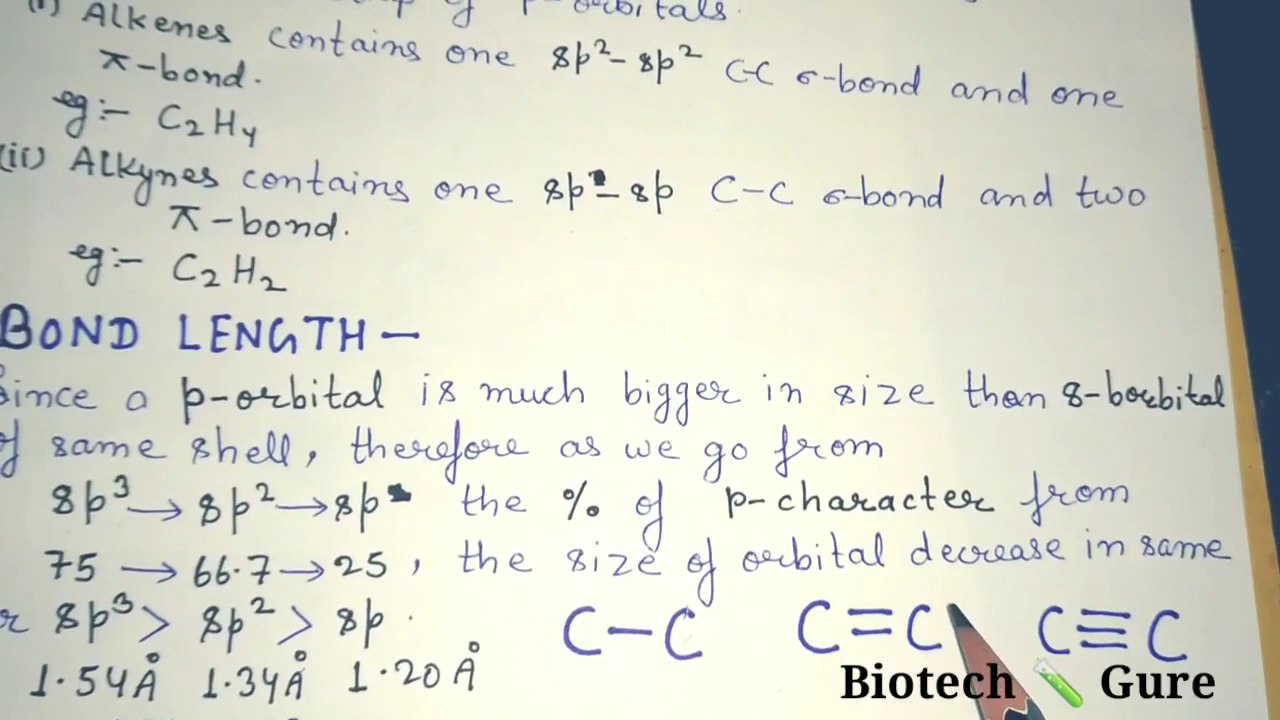 p-orbitals.
(i) Alkenes contains one sp²-sp² C-C σ-bond and one
π-bond.
eg:- C₂H₄
(ii) Alkynes contains one sp-sp C-C σ-bond and two
π-bond.
eg:- C₂H₂
BOND LENGTH -
Since a p-orbital is much bigger in size than s-borbital
of same shell, therefore as we go from
sp³ → sp² → sp the % of p-character from
75 → 66.7 → 25, the size of orbital decrease in same
sp³ > sp² > sp. C-C C=C C≡C
1.54Å 1.34Å 1.20Å
Biotech Gure